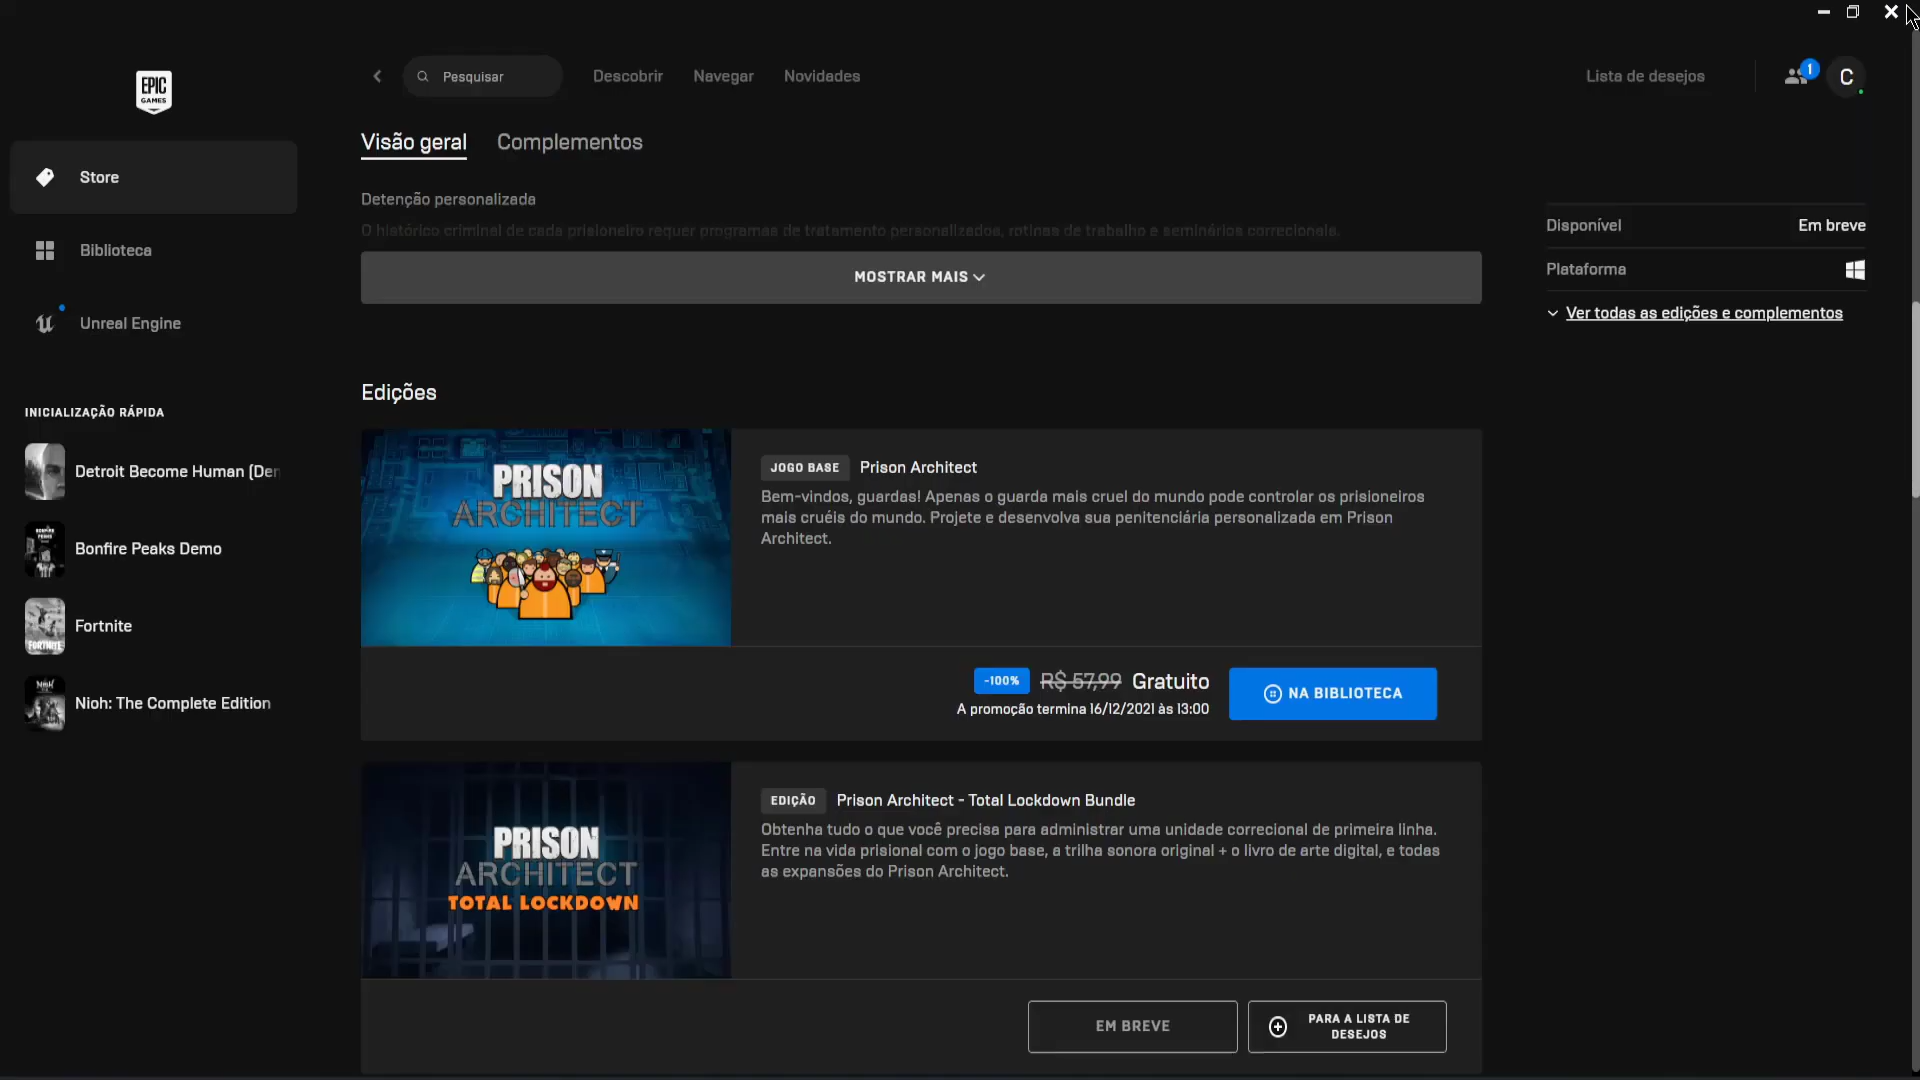 EPIC
GAMES
Pesquisar
Descobrir
Navegar
Novidades
Lista de desejos
1
C
Store
Biblioteca
Unreal Engine
INICIALIZAÇÃO RÁPIDA
Detroit Become Human (Den
Bonfire Peaks Demo
Fortnite
Nioh: The Complete Edition
Visão geral
Complementos
Detenção personalizada
O histórico criminal de cada prisioneiro requer programas de tratamento personalizados, rotinas de trabalho e seminários correcionais.
MOSTRAR MAIS
Disponível
Em breve
Plataforma
Ver todas as edições e complementos
Edições
PRISON
ARCHITECT
JOGO BASE Prison Architect
Bem-vindos, guardas! Apenas o guarda mais cruel do mundo pode controlar os prisioneiros
mais cruéis do mundo. Projete e desenvolva sua penitenciária personalizada em Prison
Architect.
-100% R$ 57,99 Gratuito
A promoção termina 16/12/2021 às 13:00
NA BIBLIOTECA
PRISON
ARCHITECT
TOTAL LOCKDOWN
EDIÇÃO Prison Architect - Total Lockdown Bundle
Obtenha tudo o que você precisa para administrar uma unidade correcional de primeira linha.
Entre na vida prisional com o jogo base, a trilha sonora original + o livro de arte digital, e todas
as expansões do Prison Architect.
EM BREVE
PARA A LISTA DE
DESEJOS